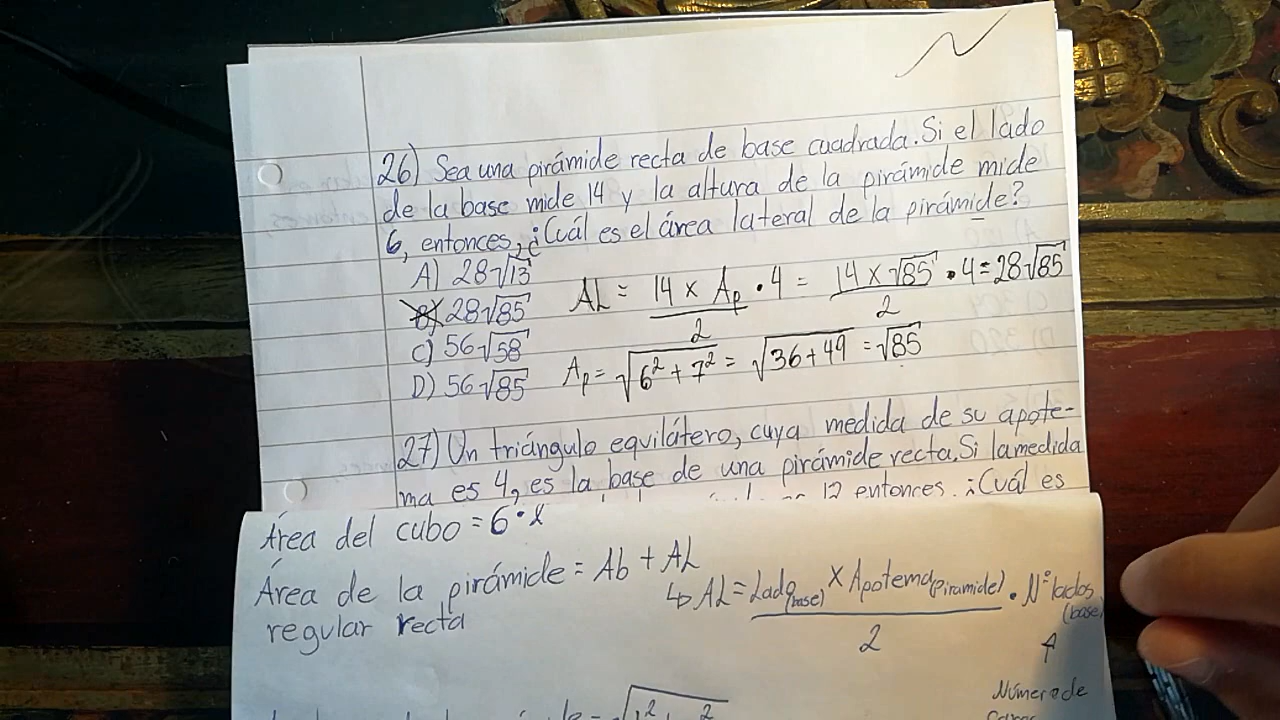 26) Sea una pirámide recta de base cuadrada. Si el lado
de la base mide 14 y la altura de la pirámide mide
6, entonces, ¿Cuál es el área lateral de la pirámide?
A) 28√13
B) 28√85
C) 56√58
D) 56√85
AL = 14 x Ap / 2 • 4 = 14 x √85 / 2 • 4 = 28√85
Ap = √6² + 7² = √36 + 49 = √85
27) Un triángulo equilátero, cuya medida de su apote-
ma es 4, es la base de una pirámide recta. Si la medida
12 entonces. ¿Cuál es
Área del cubo = 6 • x
Área de la pirámide = Ab + AL
regular recta
↳ AL = Lado(base) x Apotema(piramide) / 2 • N° lados (base)
Número de